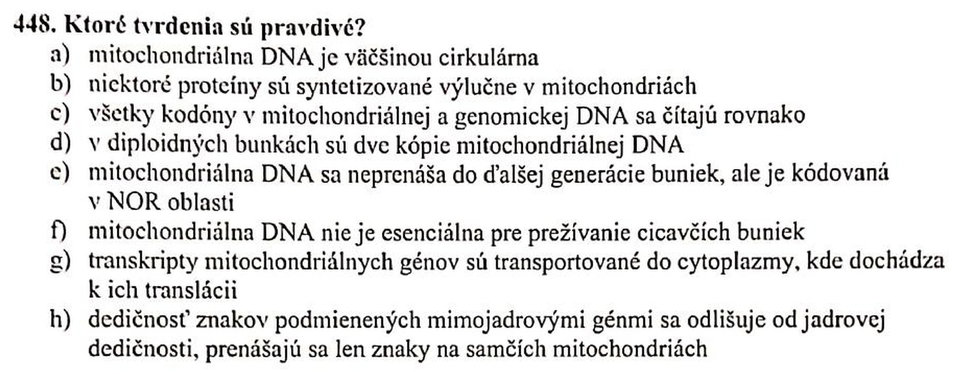 448. Ktoré tvrdenia sú pravdivé?
a) mitochondriálna DNA je väčšinou cirkulárna
b) niektoré proteíny sú syntetizované výlučne v mitochondriách
c) všetky kodóny v mitochondriálnej a genomickej DNA sa čítajú rovnako
d) v diploidných bunkách sú dve kópie mitochondriálnej DNA
e) mitochondriálna DNA sa neprenáša do ďalšej generácie buniek, ale je kódovaná
v NOR oblasti
f) mitochondriálna DNA nie je esenciálna pre prežívanie cicavčích buniek
g) transkripty mitochondriálnych génov sú transportované do cytoplazmy, kde dochádza
k ich translácii
h) dedičnosť znakov podmienených mimojadrovými génmi sa odlišuje od jadrovej
dedičnosti, prenášajú sa len znaky na samčích mitochondriách